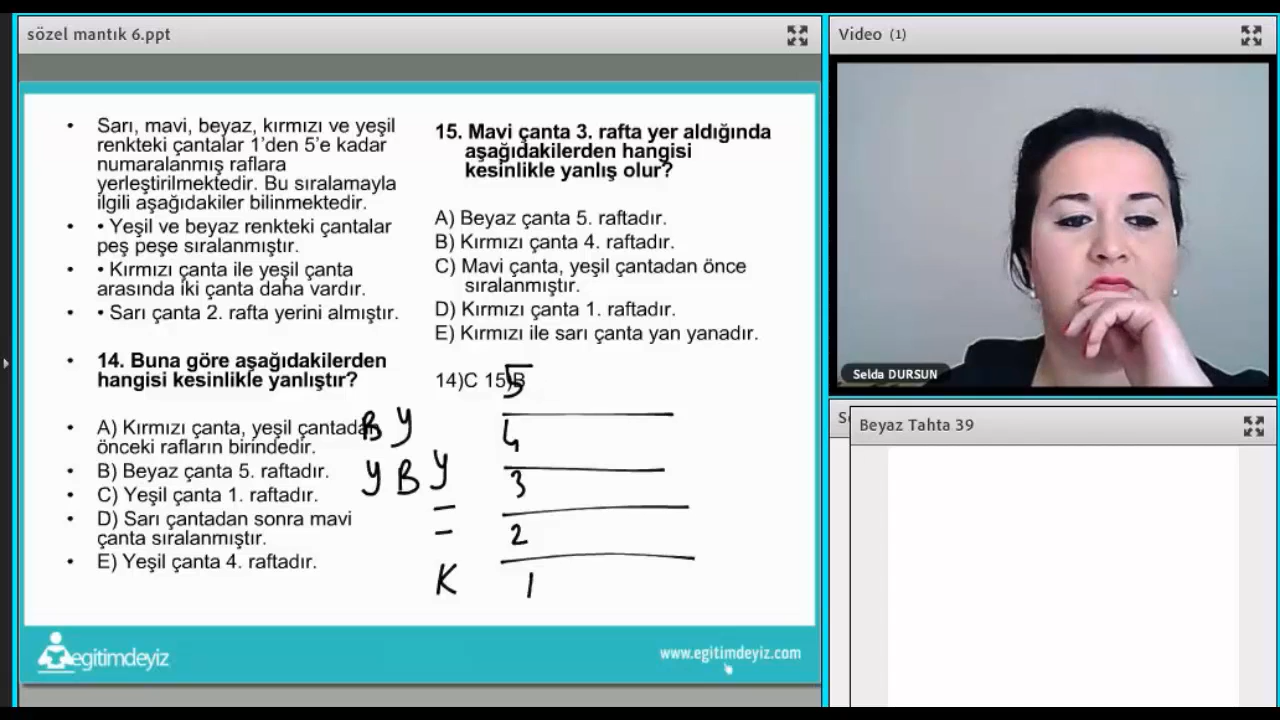 sözel mantık 6.ppt
Video (1)
• Sarı, mavi, beyaz, kırmızı ve yeşil
renkteki çantalar 1’den 5’e kadar
numaralanmış raflara
yerleştirilmektedir. Bu sıralamayla
ilgili aşağıdakiler bilinmektedir.
• • Yeşil ve beyaz renkteki çantalar
peş peşe sıralanmıştır.
• • Kırmızı çanta ile yeşil çanta
arasında iki çanta daha vardır.
• • Sarı çanta 2. rafta yerini almıştır.
• 14. Buna göre aşağıdakilerden
hangisi kesinlikle yanlıştır?
• A) Kırmızı çanta, yeşil çantadan
önceki rafların birindedir.
• B) Beyaz çanta 5. raftadır.
• C) Yeşil çanta 1. raftadır.
• D) Sarı çantadan sonra mavi
çanta sıralanmıştır.
• E) Yeşil çanta 4. raftadır.
15. Mavi çanta 3. rafta yer aldığında
aşağıdakilerden hangisi
kesinlikle yanlış olur?
A) Beyaz çanta 5. raftadır.
B) Kırmızı çanta 4. raftadır.
C) Mavi çanta, yeşil çantadan önce
sıralanmıştır.
D) Kırmızı çanta 1. raftadır.
E) Kırmızı ile sarı çanta yan yanadır.
14)C 15)B
5
B Y
4
Y B Y
3
=
2
K
1
egitimdeyiz
www.egitimdeyiz.com
Selda DURSUN
Beyaz Tahta 39